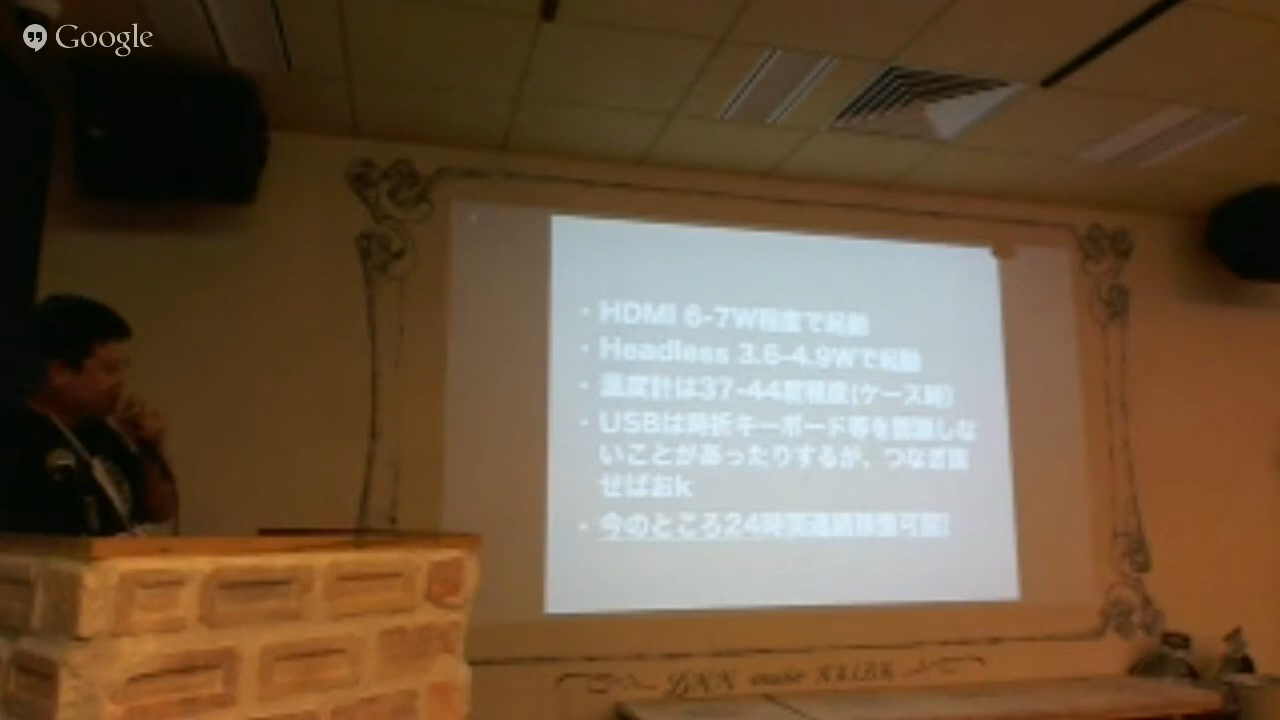 Google
・HDMI 6-7W程度で起動
・Headless 3.6-4.9Wで起動
・温度計は37-44度程度(ケース時)
・USBは時折キーボード等を認識しな
いことがあったりするが、つなぎ直
せばおk
・今のところ24時間連続稼働可能!